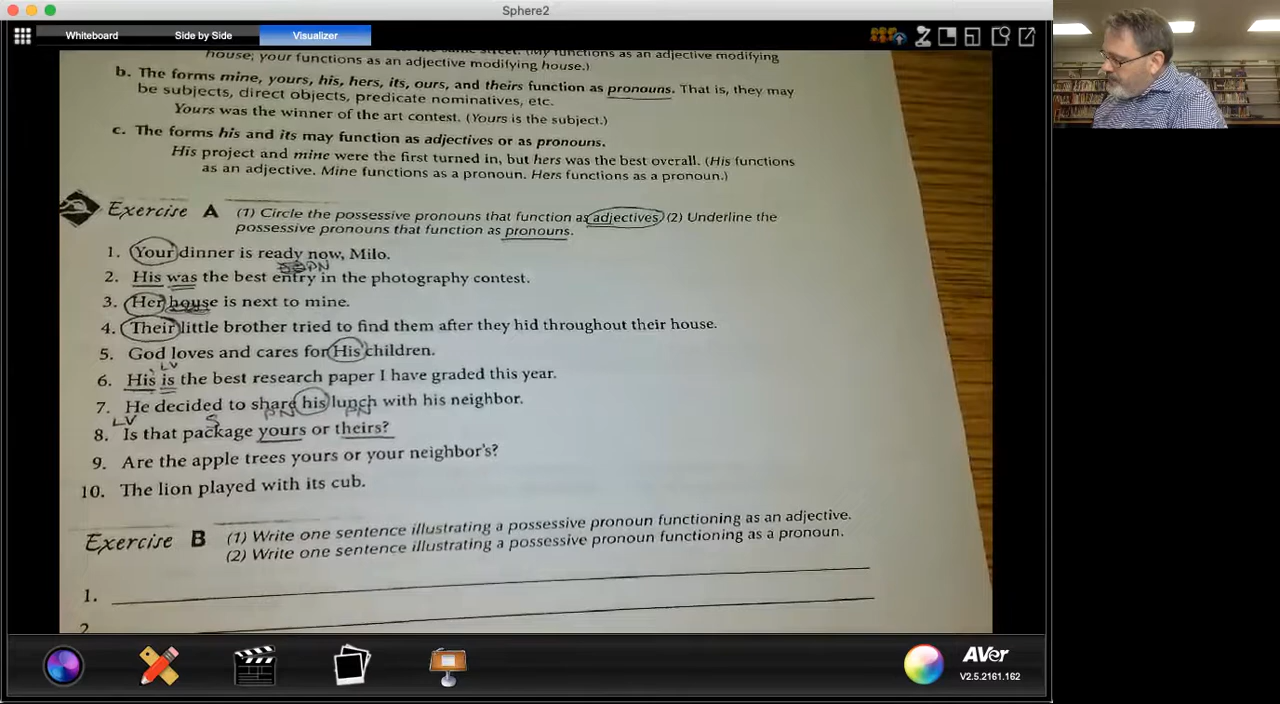 Sphere2
Whiteboard Side by Side Visualizer
house; your functions as an adjective modifying house.)
b. The forms mine, yours, his, hers, its, ours, and theirs function as pronouns. That is, they may
be subjects, direct objects, predicate nominatives, etc.
Yours was the winner of the art contest. (Yours is the subject.)
c. The forms his and its may function as adjectives or as pronouns.
His project and mine were the first turned in, but hers was the best overall. (His functions
as an adjective. Mine functions as a pronoun. Hers functions as a pronoun.)
Exercise A (1) Circle the possessive pronouns that function as adjectives. (2) Underline the
possessive pronouns that function as pronouns.
1. Your dinner is ready now, Milo.
PN
2. His was the best entry in the photography contest.
3. Her house is next to mine.
4. Their little brother tried to find them after they hid throughout their house.
5. God loves and cares for His children.
LV
6. His is the best research paper I have graded this year.
7. He decided to share his lunch with his neighbor.
LV S PN PN
8. Is that package yours or theirs?
9. Are the apple trees yours or your neighbor's?
10. The lion played with its cub.
Exercise B (1) Write one sentence illustrating a possessive pronoun functioning as an adjective.
(2) Write one sentence illustrating a possessive pronoun functioning as a pronoun.
1.
2
AVer
V2.5.2161.162